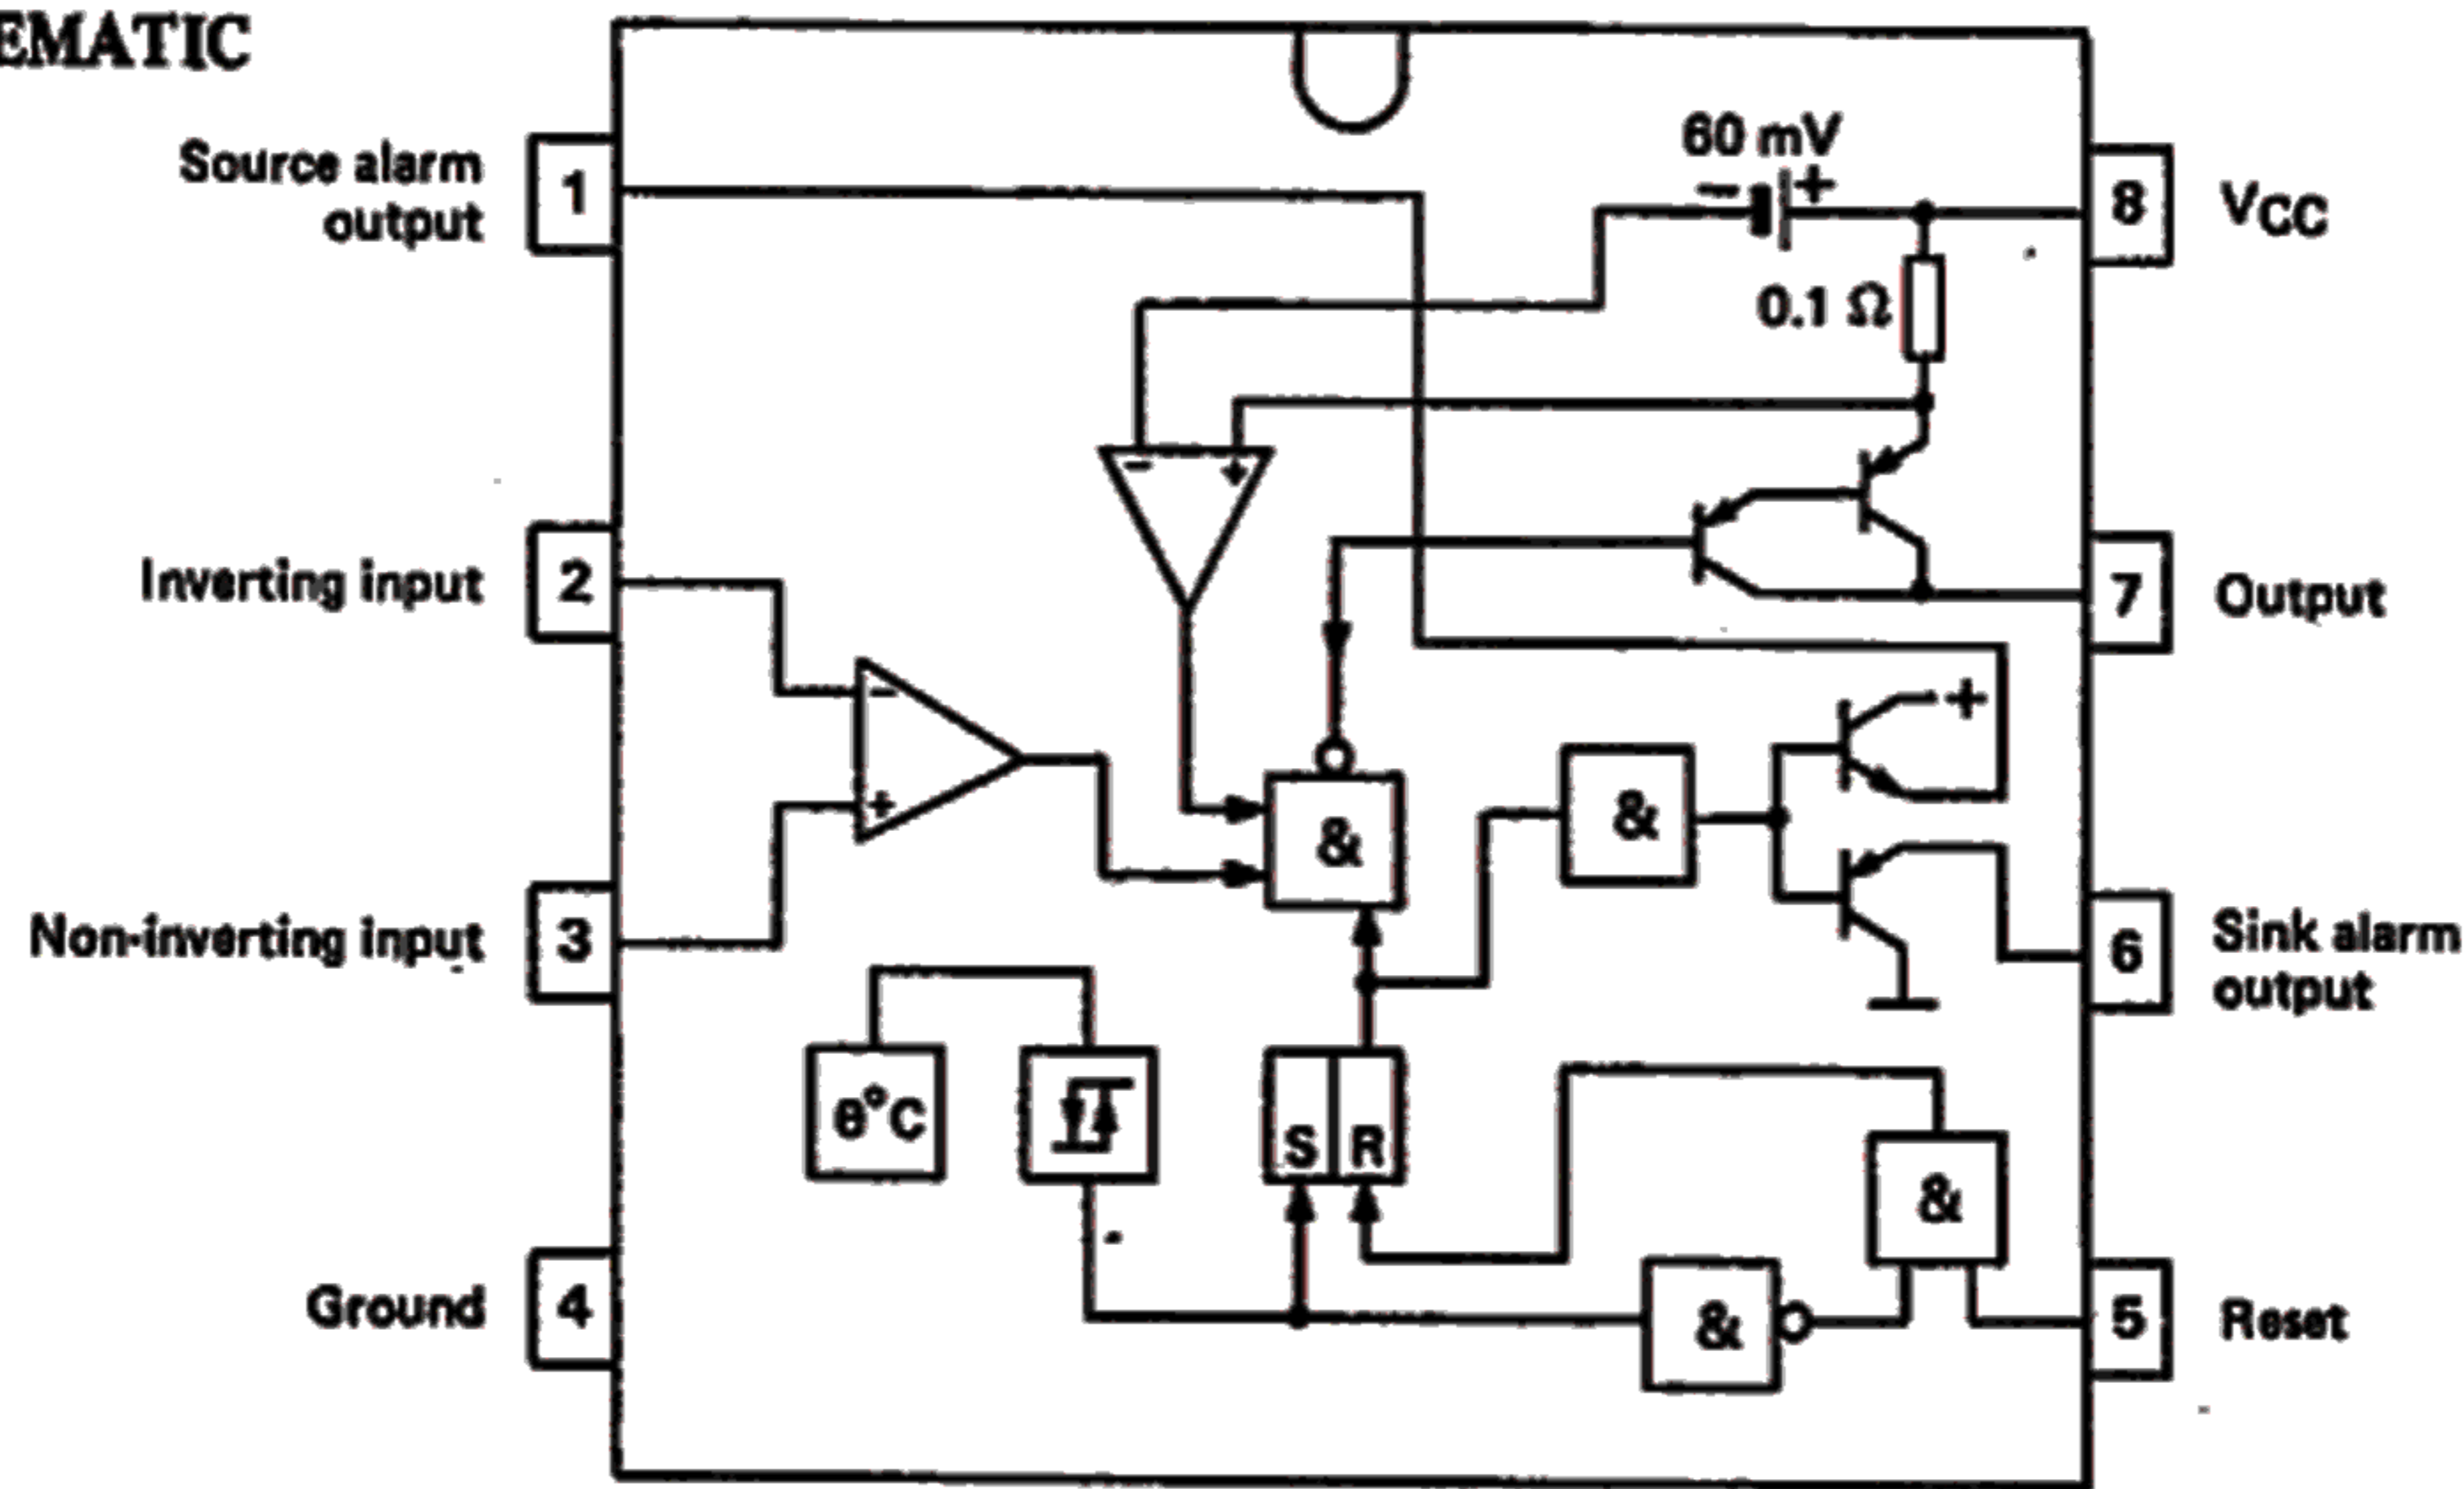 EMATIC
Source alarm
output
1
Inverting input
2
Non-inverting input
3
Ground
4
60 mV
- +
0.1 Ω
8
VCC
7
Output
6
Sink alarm
output
5
Reset
- +
-
+
+
&
&
θ°C
S R
&
&